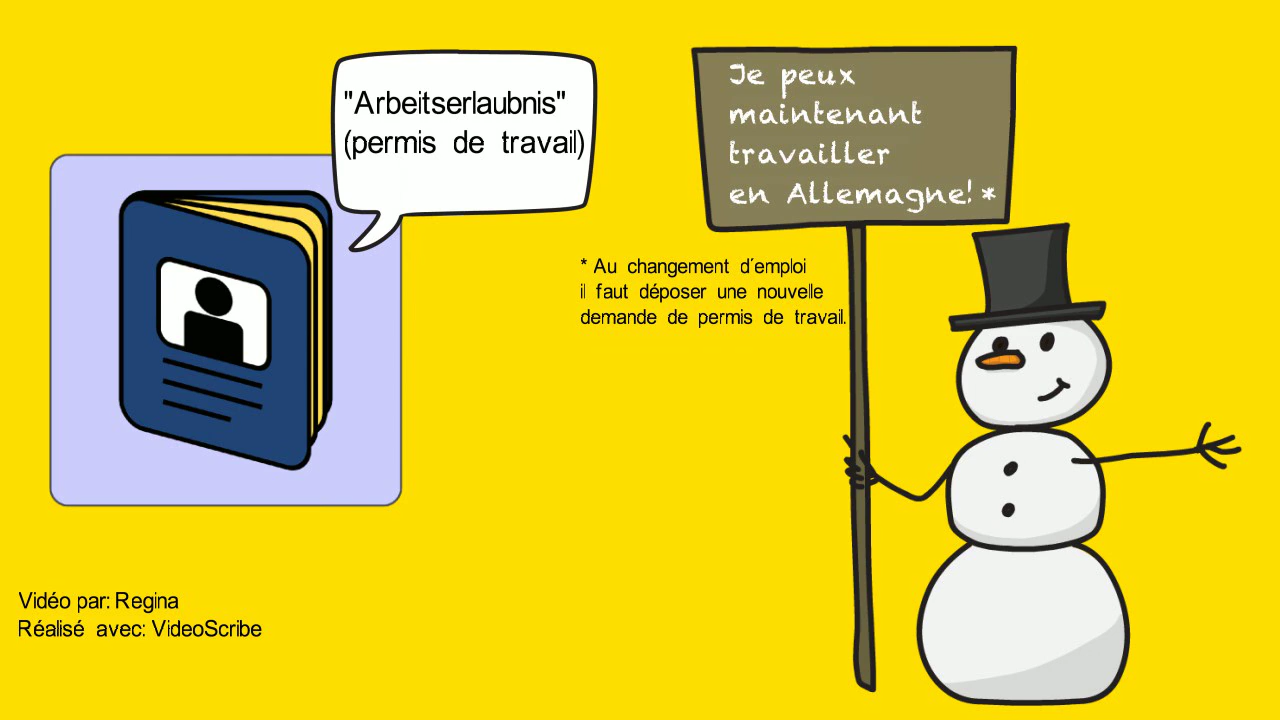 "Arbeitserlaubnis"
(permis de travail)
Je peux
maintenant
travailler
en Allemagne! *
* Au changement d´emploi
il faut déposer une nouvelle
demande de permis de travail.
Vidéo par: Regina
Réalisé avec: VideoScribe